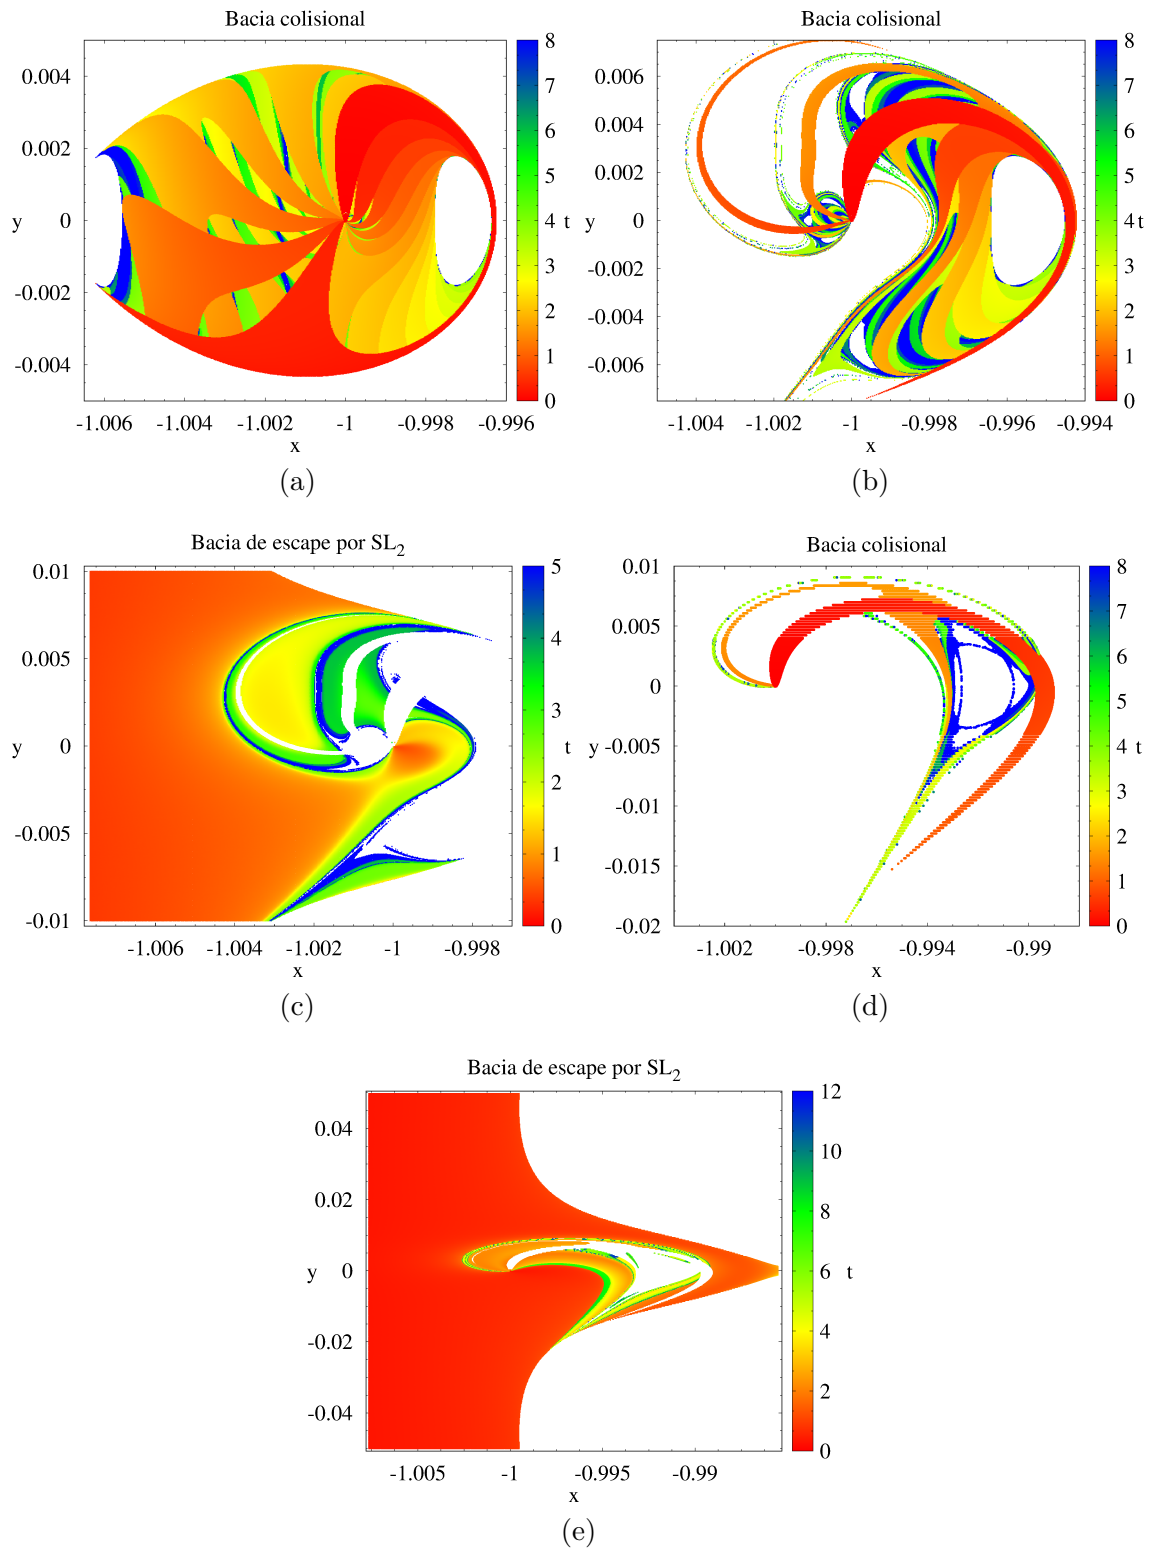 Bacia colisional
0.004
0.002
y 0
-0.002
-0.004
-1.006 -1.004 -1.002 -1 -0.998 -0.996
x
8
7
6
5
4 t
3
2
1
0
(a)
Bacia colisional
0.006
0.004
0.002
y 0
-0.002
-0.004
-0.006
-1.004 -1.002 -1 -0.998 -0.996 -0.994
x
8
7
6
5
4 t
3
2
1
0
(b)
Bacia de escape por SL2
0.01
0.005
y 0
-0.005
-0.01
-1.006 -1.004 -1.002 -1 -0.998
x
5
4
3
t
2
1
0
(c)
Bacia colisional
0.01
0.005
0
y -0.005
-0.01
-0.015
-0.02
-1.002 -0.998 -0.994 -0.99
x
8
7
6
5
4 t
3
2
1
0
(d)
Bacia de escape por SL2
0.04
0.02
y 0
-0.02
-0.04
-1.005 -1 -0.995 -0.99
x
12
10
8
6 t
4
2
0
(e)